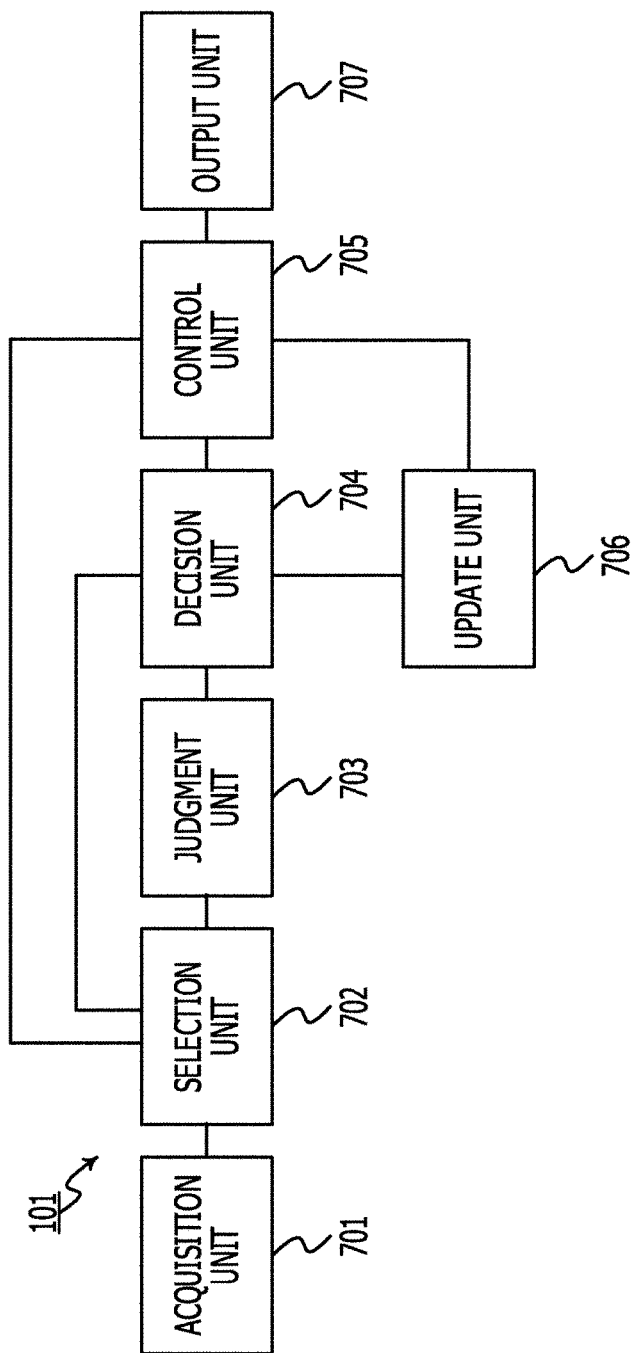 101
ACQUISITION
UNIT
701
SELECTION
UNIT
702
JUDGMENT
UNIT
703
DECISION
UNIT
704
CONTROL
UNIT
705
OUTPUT UNIT
707
UPDATE UNIT
706